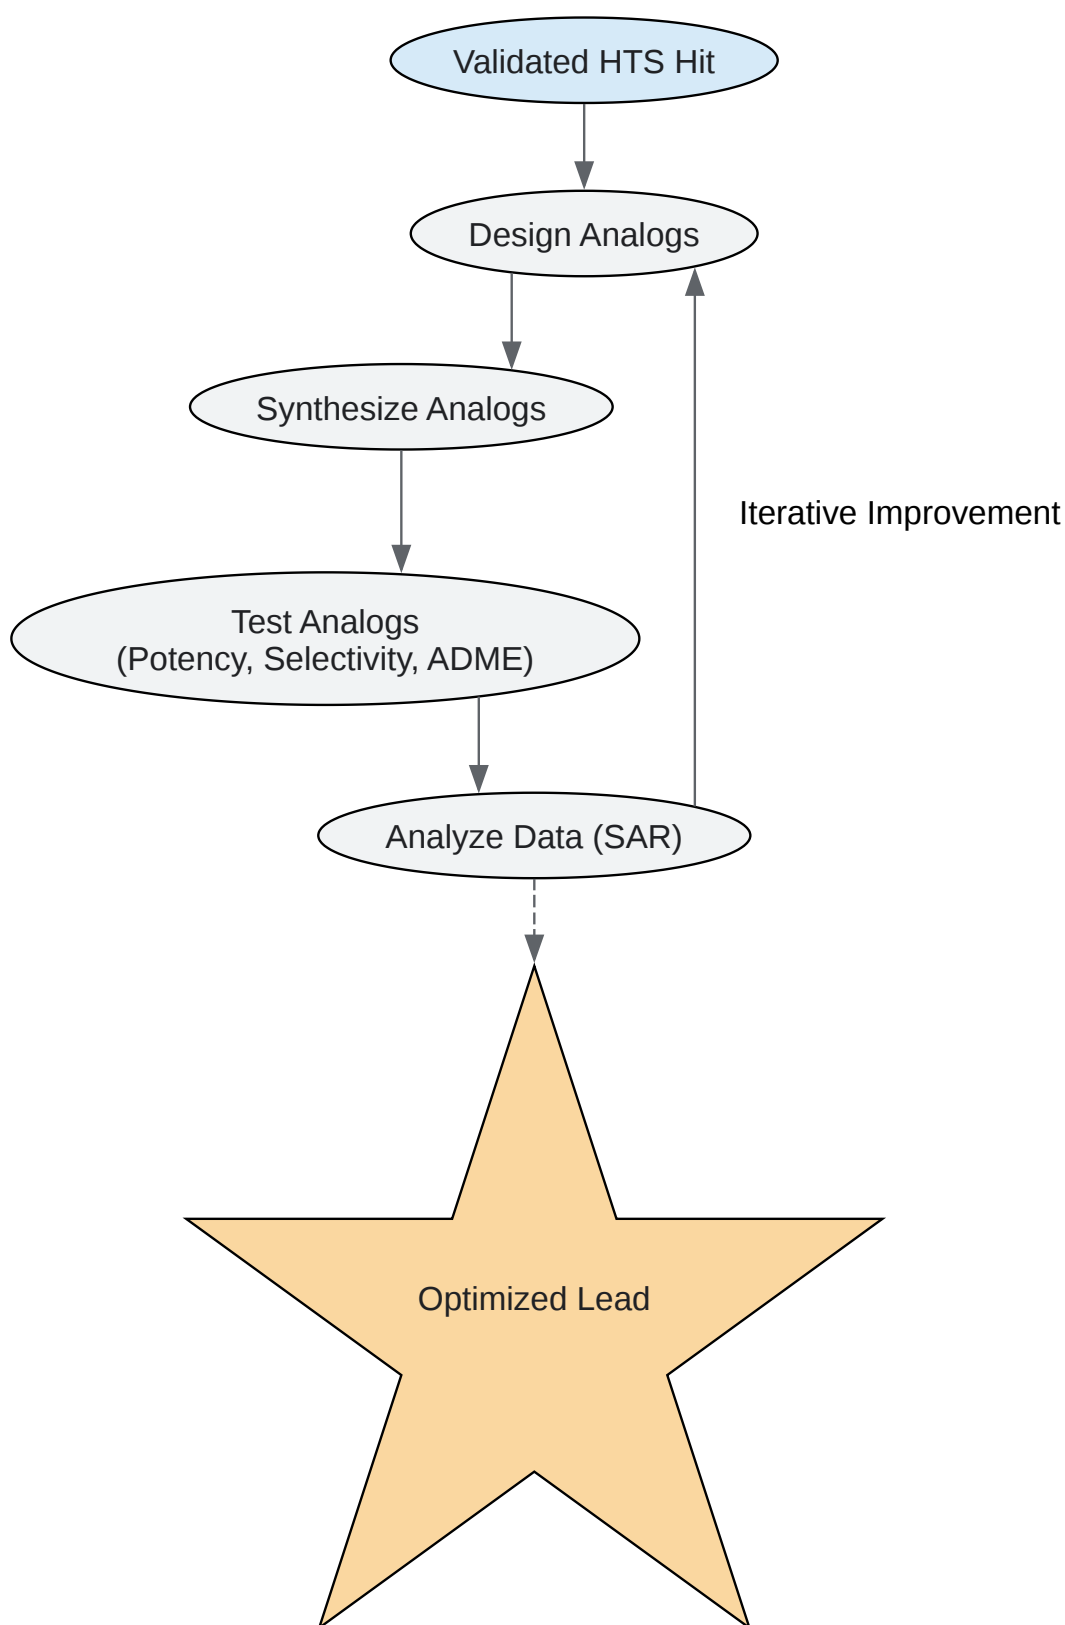 Validated HTS Hit
Design Analogs
Synthesize Analogs
Iterative Improvement
Test Analogs
(Potency, Selectivity, ADME)
Analyze Data (SAR)
Optimized Lead